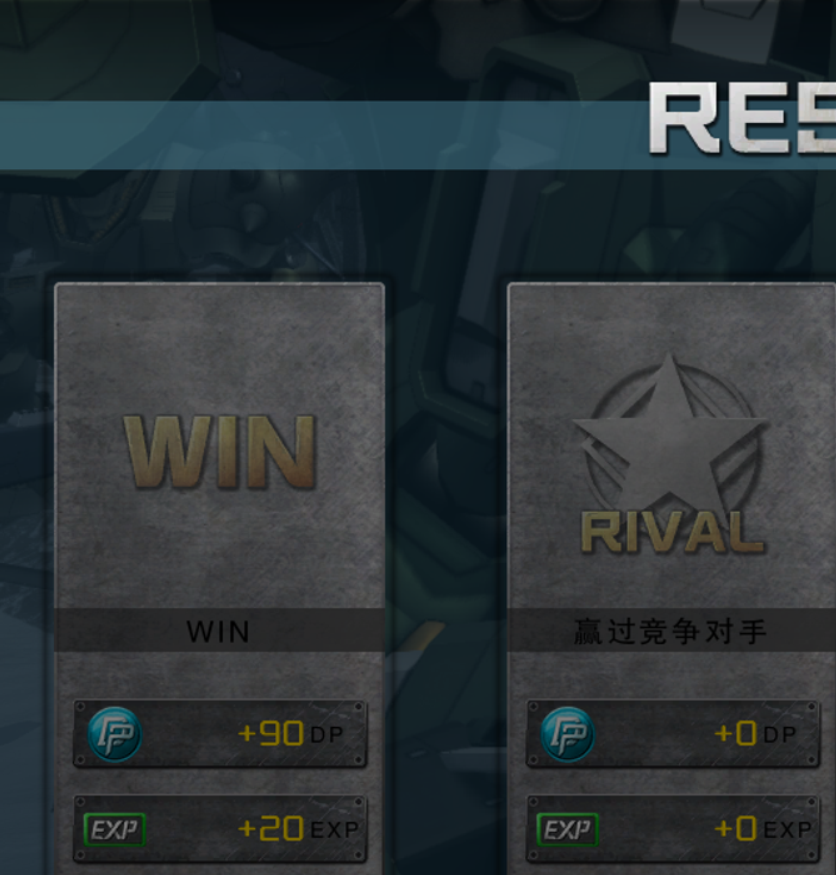 RES
WIN
RIVAL
WIN
赢过竞争对手
+90 DP
+0 DP
EXP +20 EXP
EXP +0 EXP